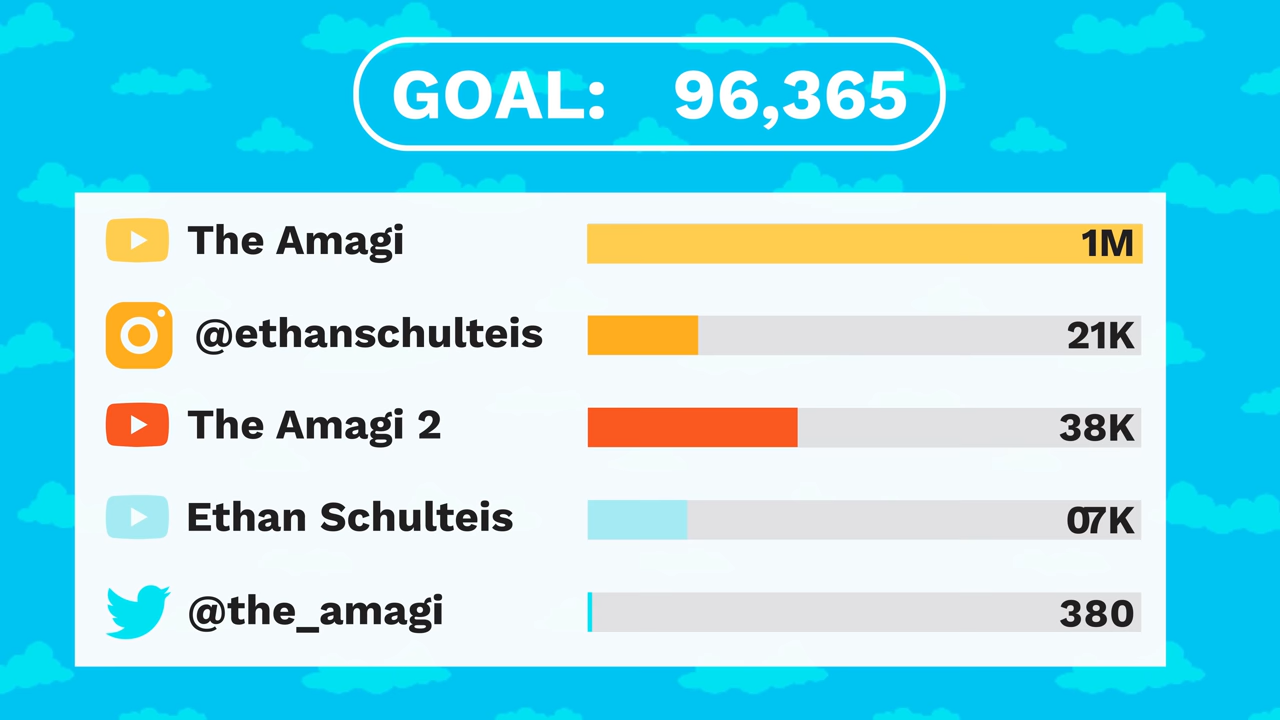 GOAL: 96,365
The Amagi 1M
@ethanschulteis 21K
The Amagi 2 38K
Ethan Schulteis 07K
@the_amagi 380